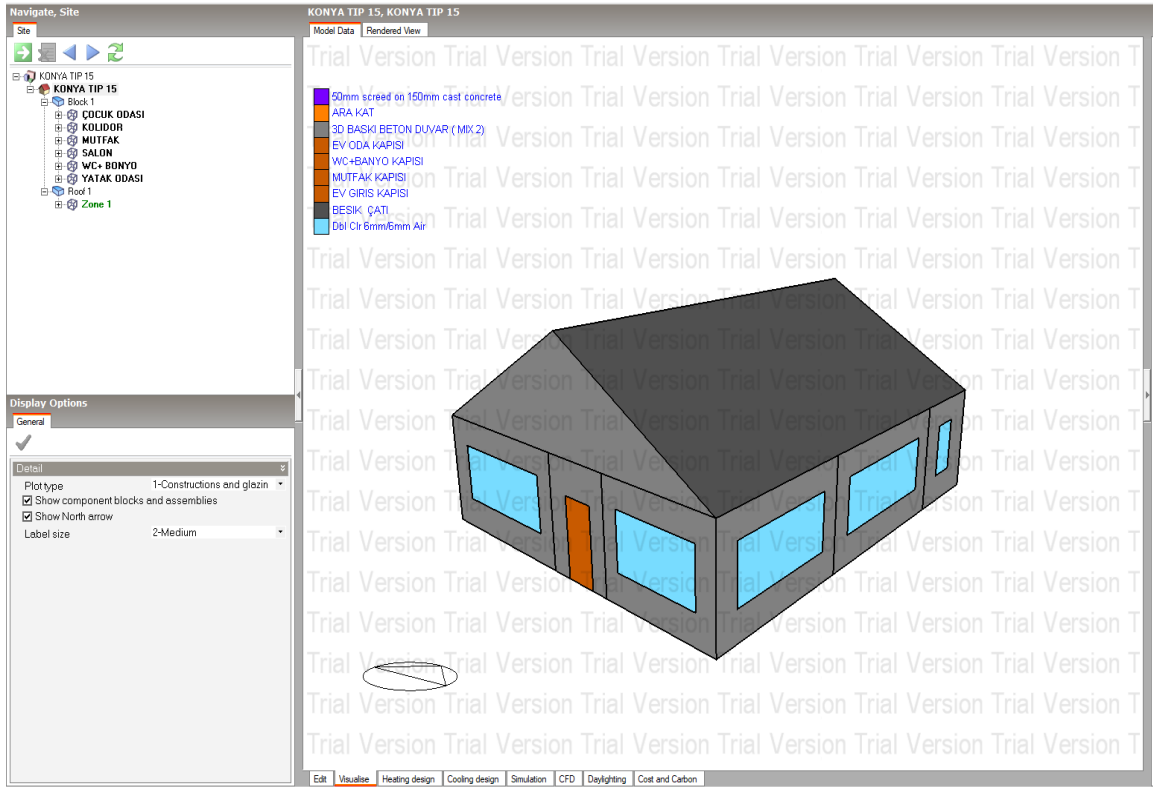 Navigate, Site
Site
KONYA TIP 15
KONYA TIP 15
Block 1
ÇOCUK ODASI
KOLIDOR
MUTFAK
SALON
WC+ BONYO
YATAK ODASI
Roof 1
Zone 1
Display Options
General
Detail
Plot type 1-Constructions and glazin
Show component blocks and assemblies
Show North arrow
Label size 2-Medium
KONYA TIP 15, KONYA TIP 15
Model Data Rendered View
50mm screed on 150mm cast concrete
ARA KAT
3D BASKI BETON DUVAR ( MIX 2)
EV ODA KAPISI
WC+BANYO KAPISI
MUTFAK KAPISI
EV GIRIS KAPISI
BESIK ÇATI
Dbl Clr 6mm/6mm Air
Trial Version Trial Version Trial Version Trial Version Trial Version Trial Version T
Edit Visualise Heating design Cooling design Simulation CFD Daylighting Cost and Carbon